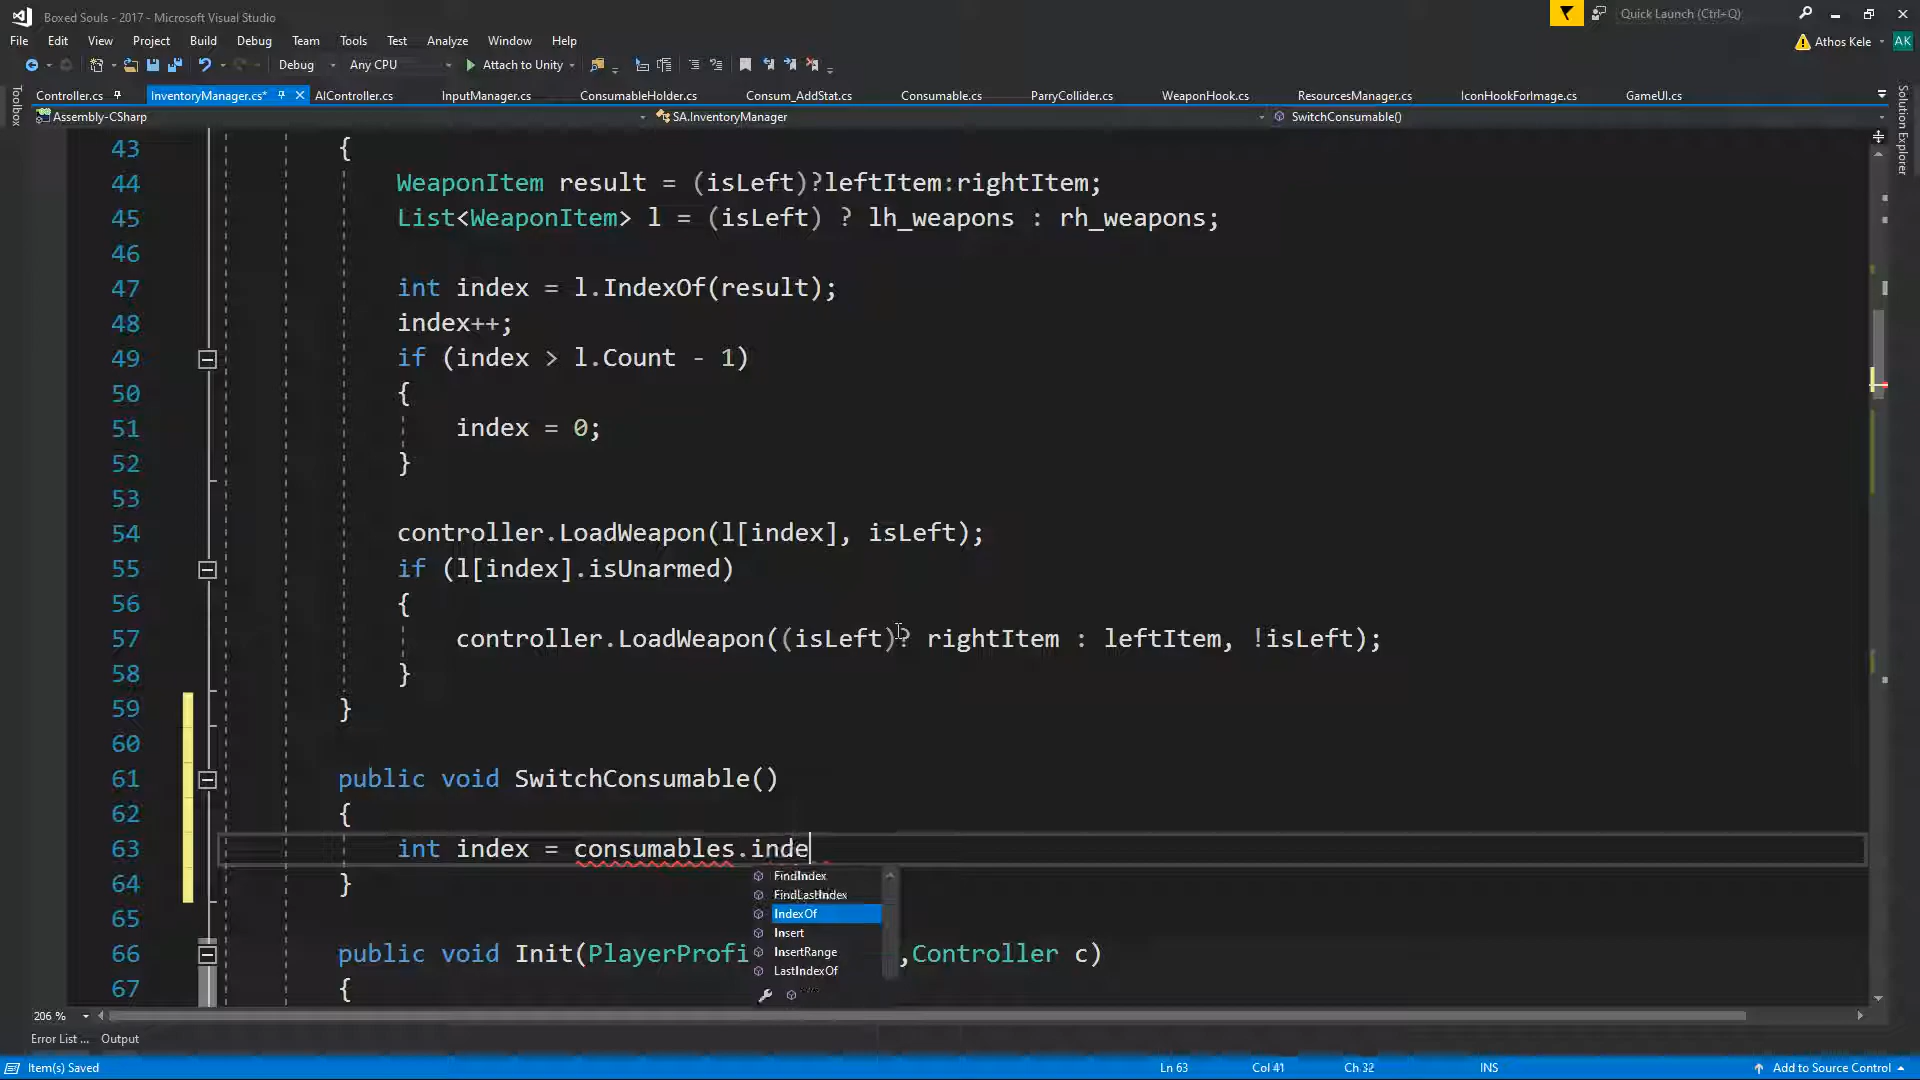 Boxed Souls - 2017 - Microsoft Visual Studio
Quick Launch (Ctrl+Q)
File Edit View Project Build Debug Team Tools Test Analyze Window Help
Athos Kele AK
Debug Any CPU Attach to Unity
Toolbox
Controller.cs InventoryManager.cs* AIController.cs InputManager.cs ConsumableHolder.cs Consum_AddStat.cs Consumable.cs ParryCollider.cs WeaponHook.cs ResourcesManager.cs IconHookForImage.cs GameUI.cs
Solution Explorer
Assembly-CSharp SA.InventoryManager SwitchConsumable()
43 {
44 WeaponItem result = (isLeft)?leftItem:rightItem;
45 List<WeaponItem> l = (isLeft) ? lh_weapons : rh_weapons;
46
47 int index = l.IndexOf(result);
48 index++;
49 if (index > l.Count - 1)
50 {
51 index = 0;
52 }
53
54 controller.LoadWeapon(l[index], isLeft);
55 if (l[index].isUnarmed)
56 {
57 controller.LoadWeapon((isLeft)? rightItem : leftItem, !isLeft);
58 }
59 }
60
61 public void SwitchConsumable()
62 {
63 int index = consumables.inde
64 }
65
66 public void Init(PlayerProfi ,Controller c)
67 {
FindIndex
FindLastIndex
IndexOf
Insert
InsertRange
LastIndexOf
206 %
Error List ... Output
Item(s) Saved Ln 63 Col 41 Ch 32 INS Add to Source Control